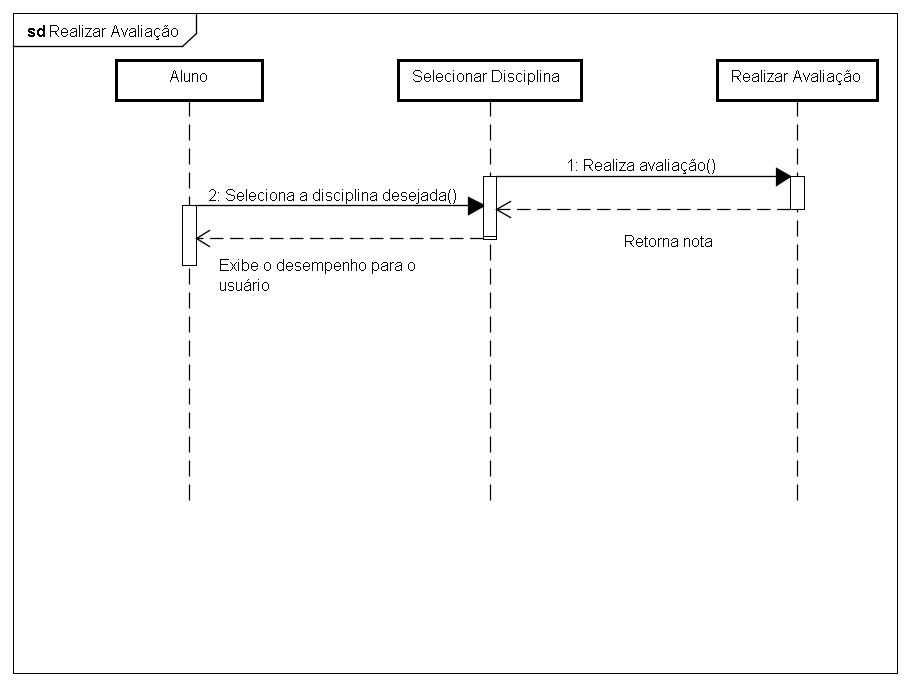 sd Realizar Avaliação
Aluno
Selecionar Disciplina
Realizar Avaliação
1: Realiza avaliação()
2: Seleciona a disciplina desejada()
Retorna nota
Exibe o desempenho para o
usuário